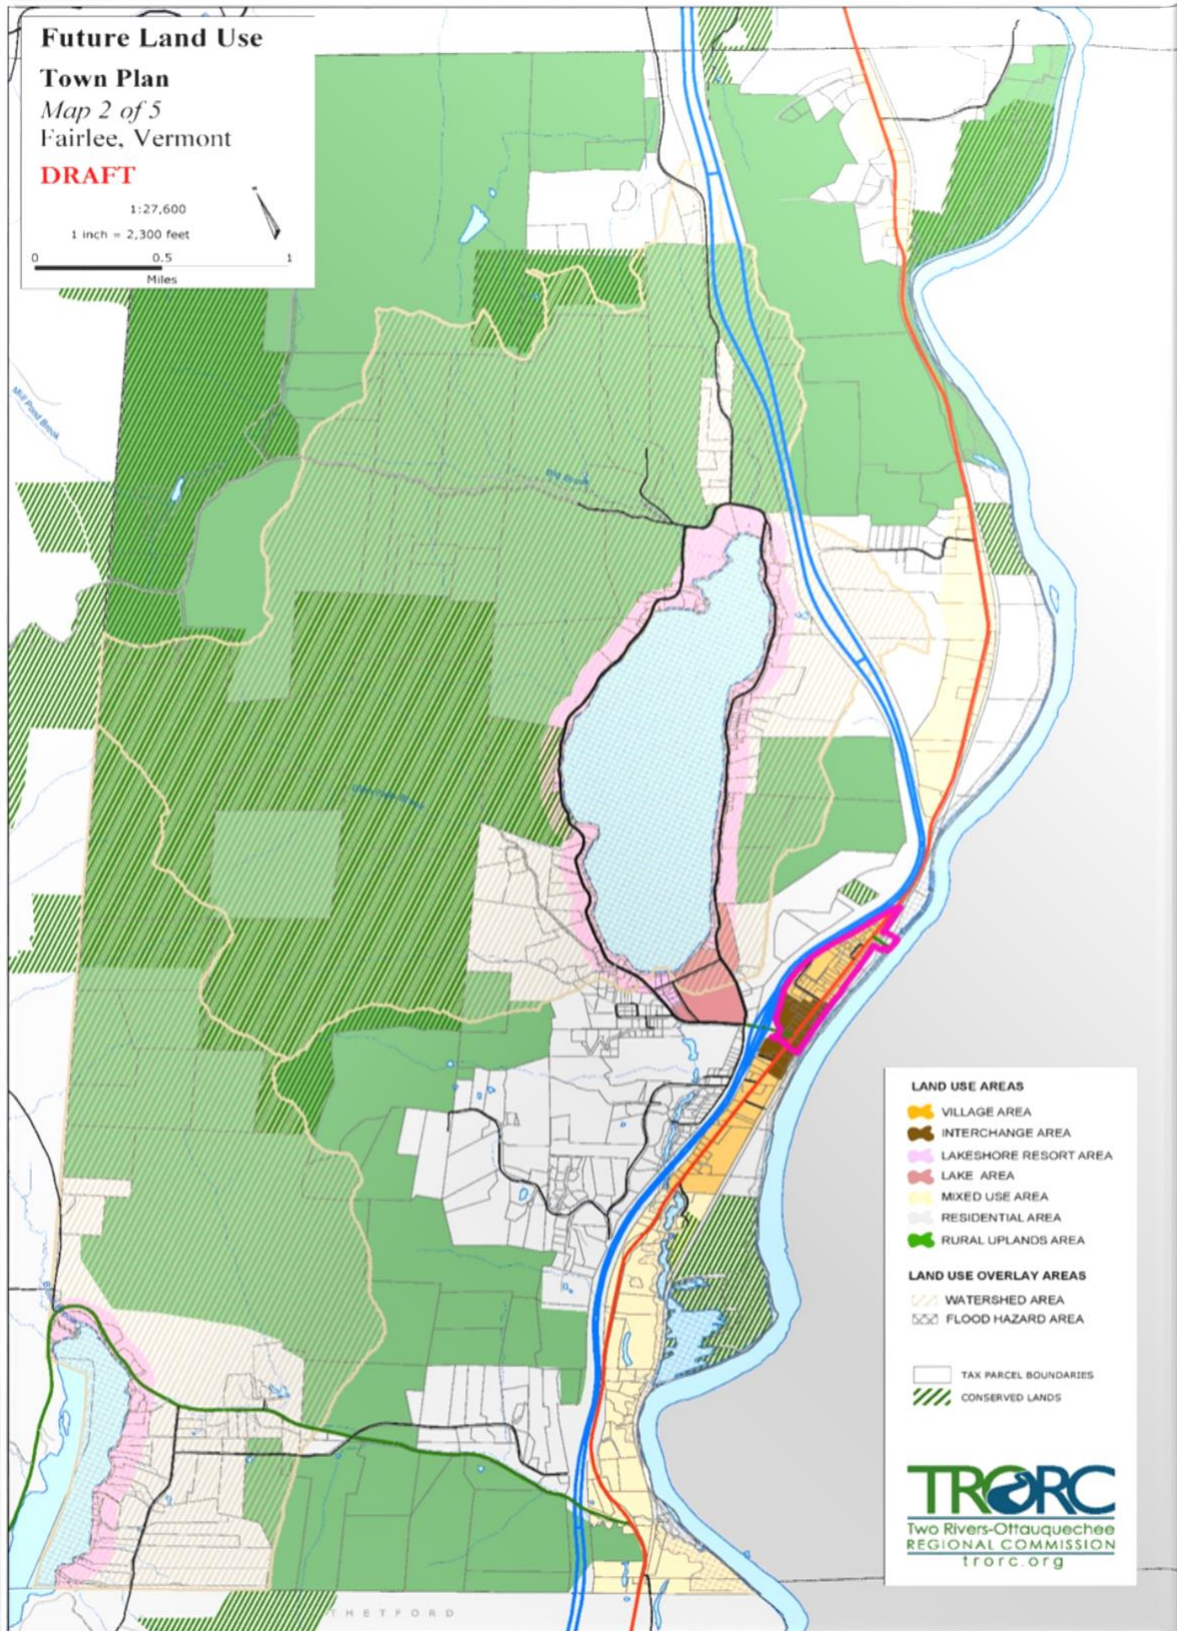 Future Land Use
Town Plan
Map 2 of 5
Fairlee, Vermont
DRAFT
1:27,600
1 inch = 2,300 feet
0 0.5 1
Miles
Mill Pond Brook
Big Brook
LAND USE AREAS
VILLAGE AREA
INTERCHANGE AREA
LAKESHORE RESORT AREA
LAKE AREA
MIXED USE AREA
RESIDENTIAL AREA
RURAL UPLANDS AREA
LAND USE OVERLAY AREAS
WATERSHED AREA
FLOOD HAZARD AREA
TAX PARCEL BOUNDARIES
CONSERVED LANDS
TRORC
Two Rivers-Ottauquechee
REGIONAL COMMISSION
trorc.org
THETFORD